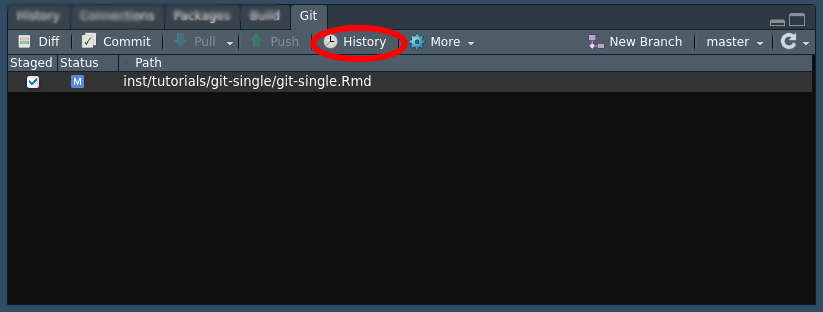 History Connections Packages Build Git
Diff Commit Pull Push History More New Branch master
Staged Status Path
M inst/tutorials/git-single/git-single.Rmd